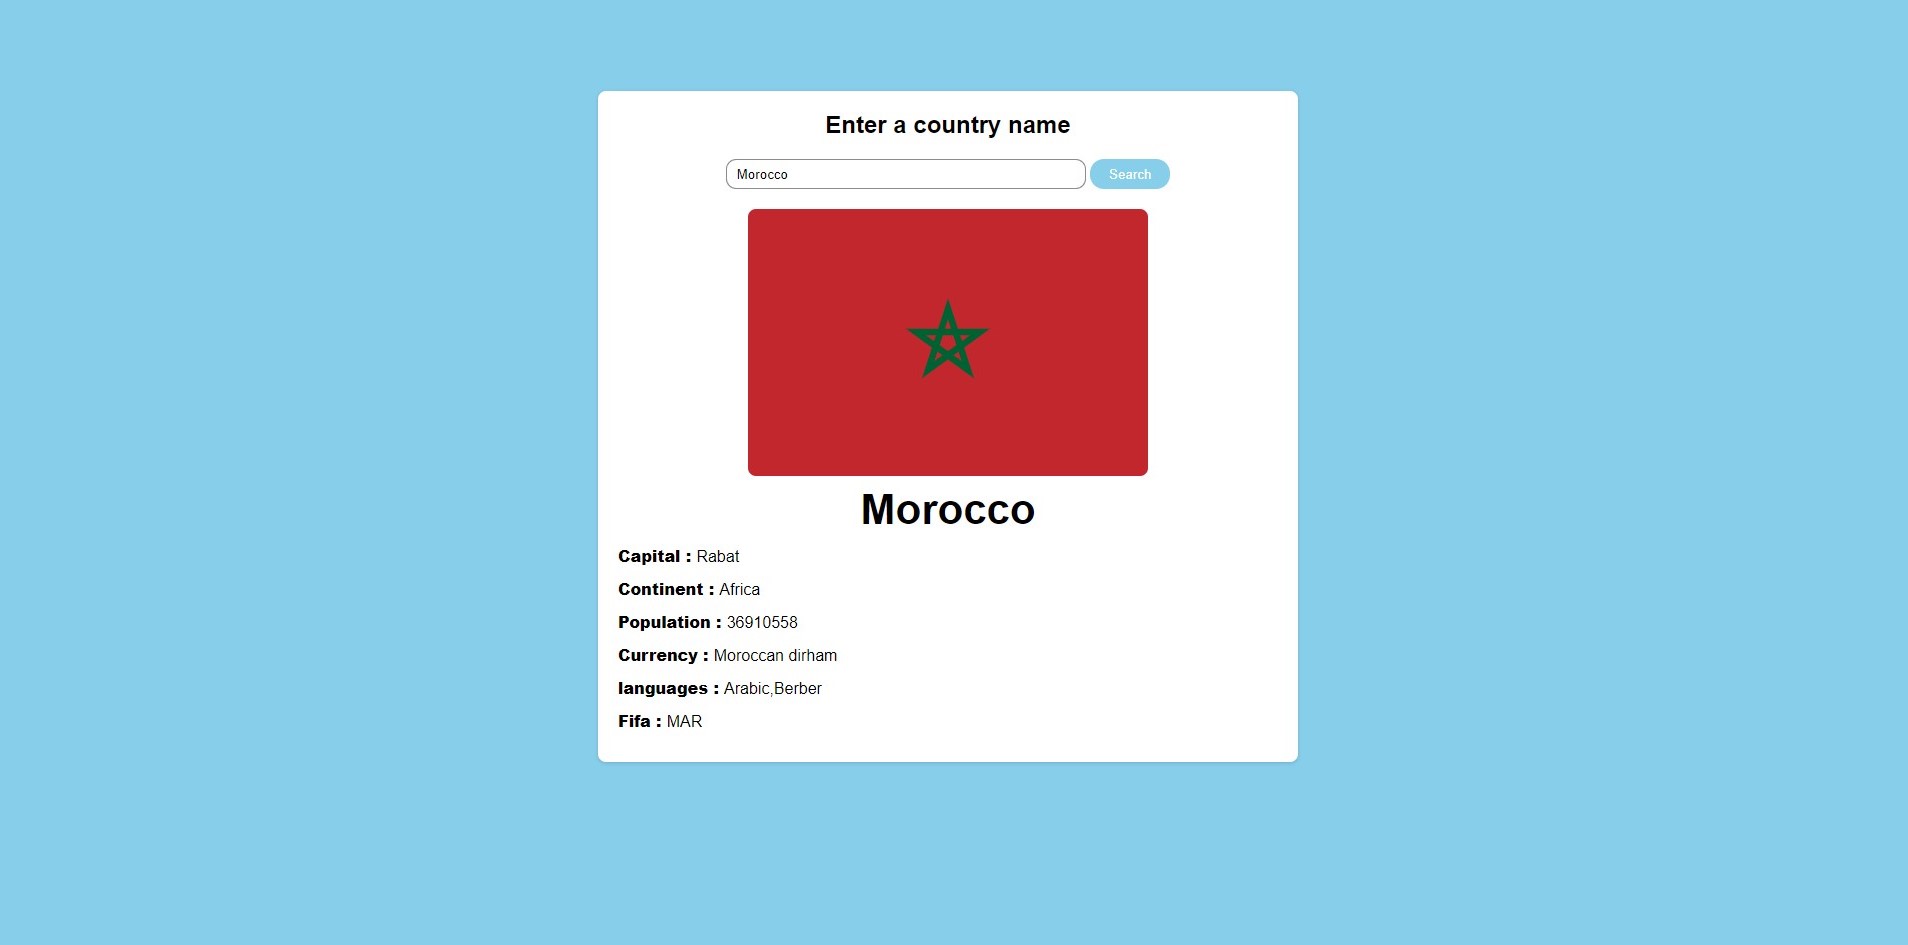 Enter a country name
Morocco Search
Morocco
Capital : Rabat
Continent : Africa
Population : 36910558
Currency : Moroccan dirham
languages : Arabic,Berber
Fifa : MAR